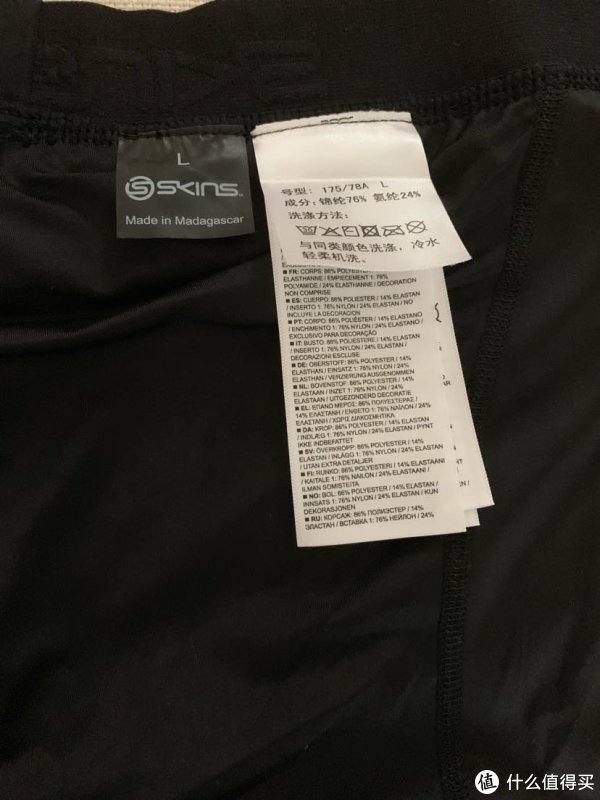 L
SKINS
Made in Madagascar
号型: 175/78A L
成分: 锦纶76% 氨纶24%
洗涤方法:
与同类颜色洗涤, 冷水
轻柔机洗。
■ FR: CORPS: 86% POLYESTER / 14%
ELASTHANNE / EMPIECEMENT 1: 76%
POLYAMIDE / 24% ELASTHANNE / DECORATION
NON COMPRISE
■ ES: CUERPO: 86% POLIESTER / 14% ELASTAN
/ INSERTO 1: 76% NYLON / 24% ELASTAN / NO
INCLUYE LA DECORACION
■ PT: CORPO: 86% POLIÉSTER / 14% ELASTANO
/ ENCHIMENTO 1: 76% NYLON / 24% ELASTANO /
EXCLUSIVO PARA DECORAÇÃO
■ IT: BUSTO: 86% POLIESTERE / 14% ELASTAN
/ INSERTO 1: 76% NYLON / 24% ELASTAN /
DECORAZIONI ESCLUSE
■ DE: OBERSTOFF: 86% POLYESTER / 14%
ELASTHAN / EINSATZ 1: 76% NYLON / 24%
ELASTHAN / VERZIERUNG AUSGENOMMEN
■ NL: BOVENSTOF: 86% POLYESTER / 14%
ELASTAAN / INZET 1: 76% NYLON / 24%
ELASTAAN / UITGEZONDERD DECORATIE
■ EL: ΕΠΑΝΩ ΜΕΡΟΣ: 86% ΠΟΛΥΕΣΤΕΡΑΣ /
14% ΕΛΑΣΤΑΝΗ / ΕΝΘΕΤΟ 1: 76% ΝΑΪΛΟΝ / 24%
ΕΛΑΣΤΑΝΗ / ΧΩΡΙΣ ΔΙΑΚΟΣΜΗΤΙΚΑ
■ DA: KROP: 86% POLYESTER / 14% ELASTAN
/ INDLÆG 1: 76% NYLON / 24% ELASTAN / PYNT
IKKE INDBEFATTET
■ SV: ÖVERKROPP: 86% POLYESTER / 14%
ELASTAN / INLÄGG 1: 76% NYLON / 24% ELASTAN
/ UTAN EXTRA DETALJER
■ FI: RUNKO: 86% POLYESTERI / 14% ELASTAANI
/ KAITALE 1: 76% NAILON / 24% ELASTAANI /
ILMAN SOMISTEITA
■ NO: BOL: 86% POLYESTER / 14% ELASTAN /
INNSATS 1: 76% NYLON / 24% ELASTAN / KUN
DEKORASJONEN
■ RU: КОРСАЖ: 86% ПОЛИЭСТЕР / 14%
ЭЛАСТАН / ВСТАВКА 1: 76% НЕЙЛОН / 24%
值 什么值得买